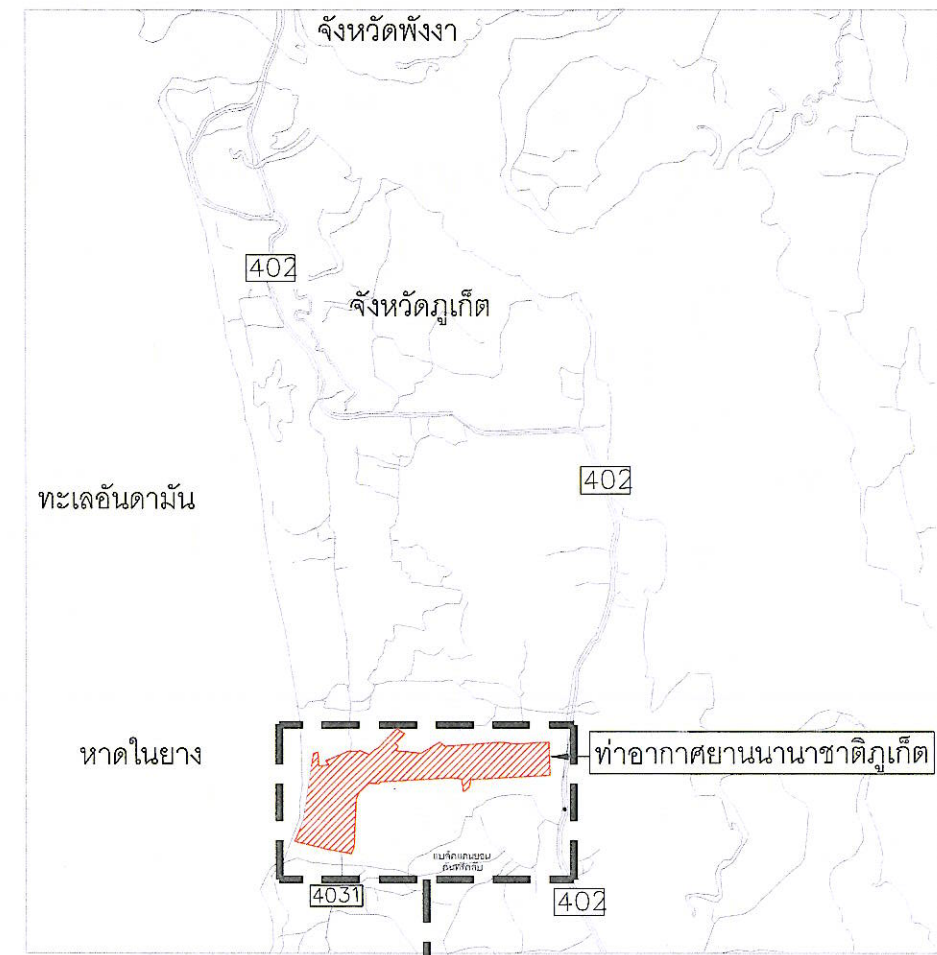 จังหวัดพังงา
402
จังหวัดภูเก็ต
402
ทะเลอันดามัน
หาดในยาง
ท่าอากาศยานนานาชาติภูเก็ต
4031
402